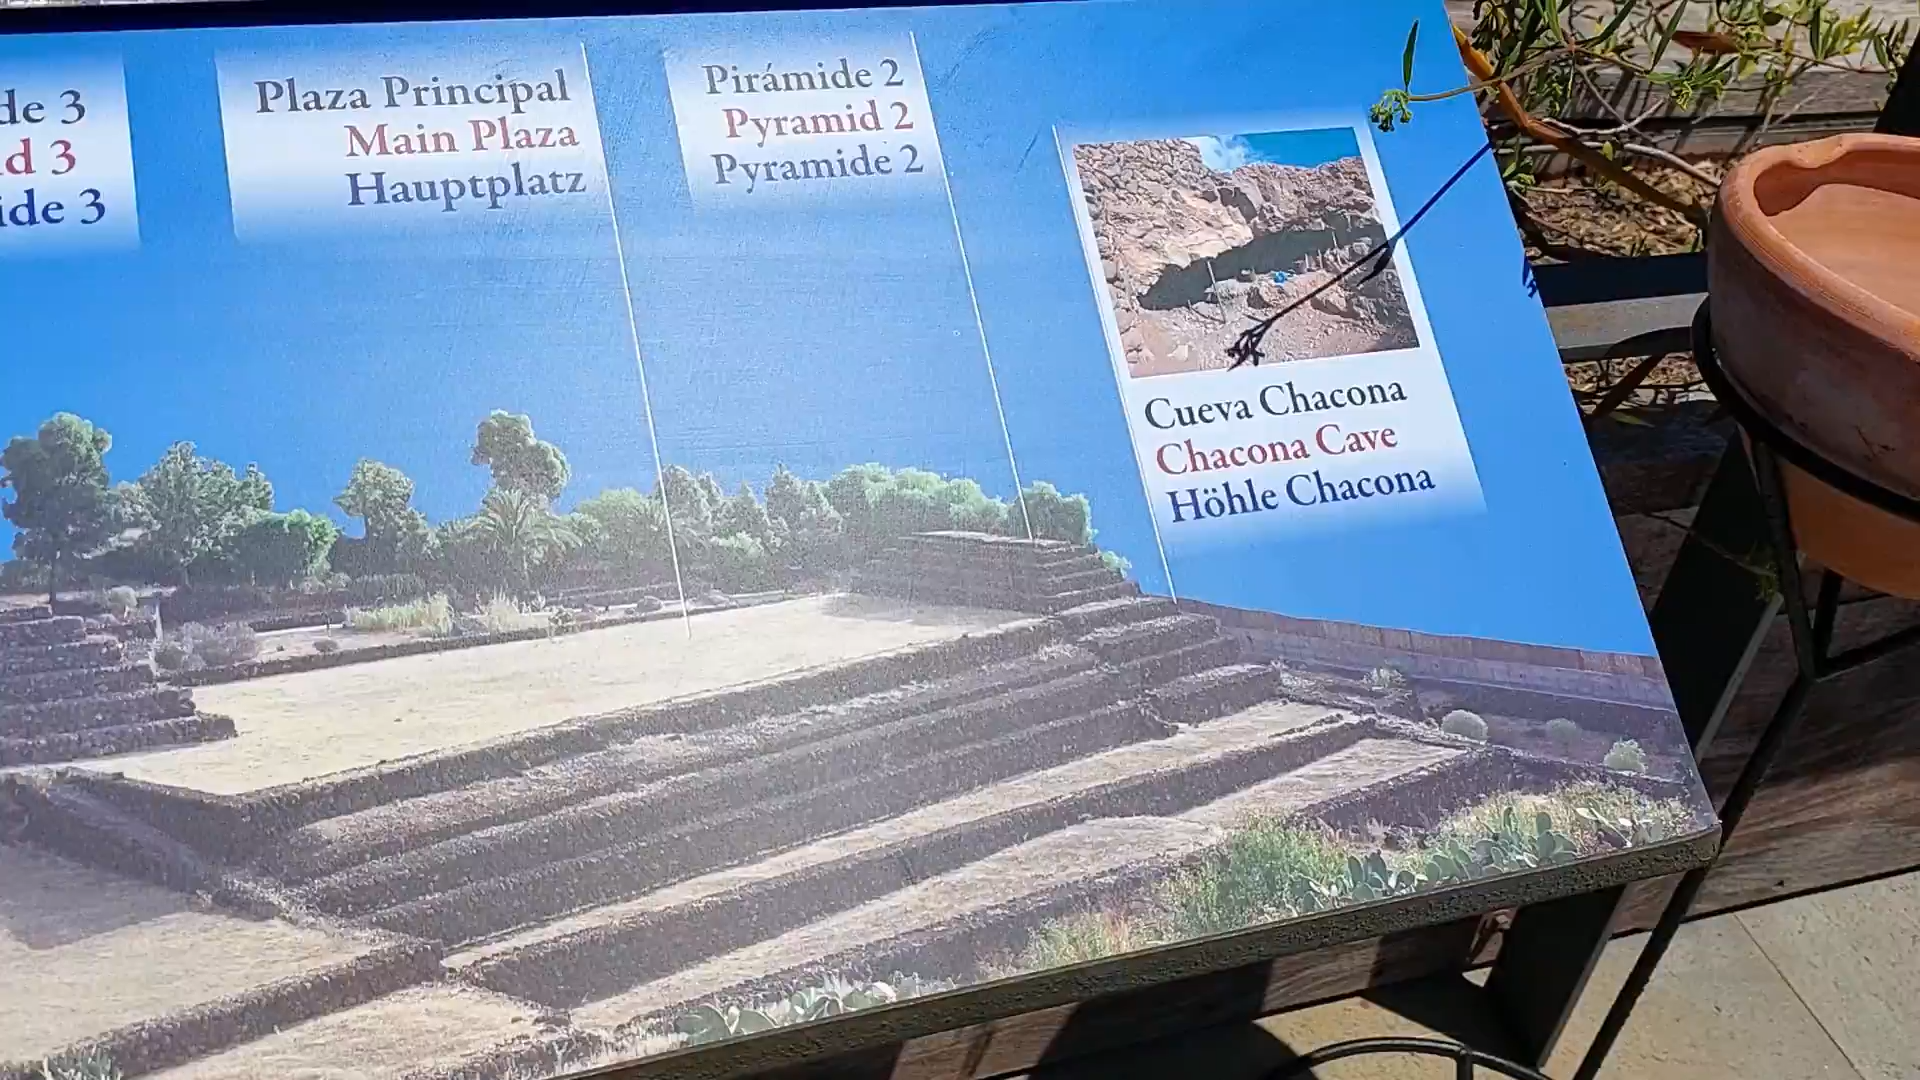 de 3
d 3
ide 3
Plaza Principal
Main Plaza
Hauptplatz
Pirámide 2
Pyramid 2
Pyramide 2
Cueva Chacona
Chacona Cave
Höhle Chacona